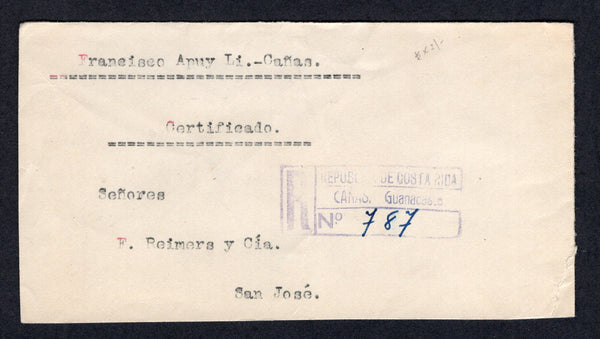 Francisco Apuy Li.-Cañas.
Certificado.
Señores
R
REPUBLICA DE COSTA RICA
CAÑAS, Guanacaste
Nº 787
F. Reimers y Cía.
San José.